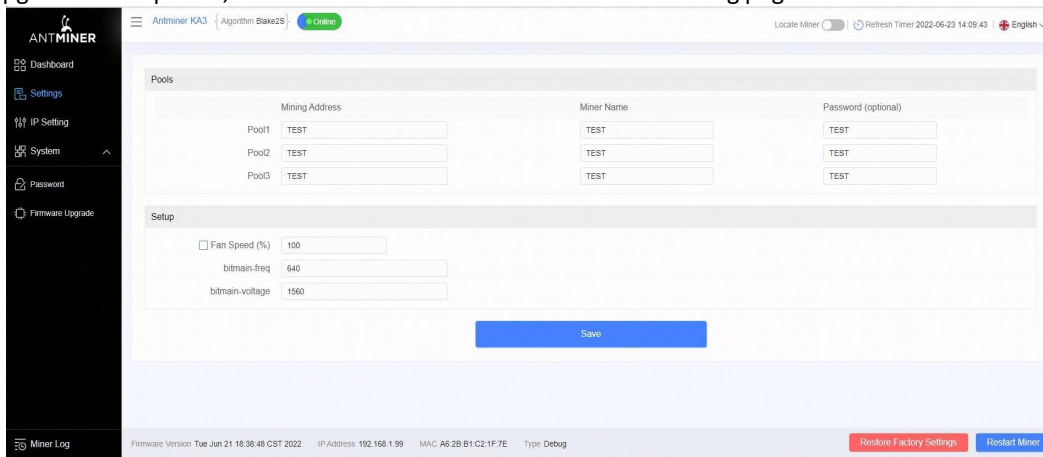 ANTMINER
Antminer KA3 { Algorithm Blake2S } Online
Locate Miner Refresh Timer 2022-06-23 14:09:43 English
Dashboard
Settings
IP Setting
System
Password
Firmware Upgrade
Miner Log
Pools
Mining Address Miner Name Password (optional)
Pool1 TEST TEST TEST
Pool2 TEST TEST TEST
Pool3 TEST TEST TEST
Setup
Fan Speed (%) 100
bitmain-freq 640
bitmain-voltage 1560
Save
Firmware Version Tue Jun 21 18:38:48 CST 2022 IP Address 192.168.1.99 MAC A6:2B:B1:C2:1F:7E Type Debug
Restore Factory Settings Restart Miner